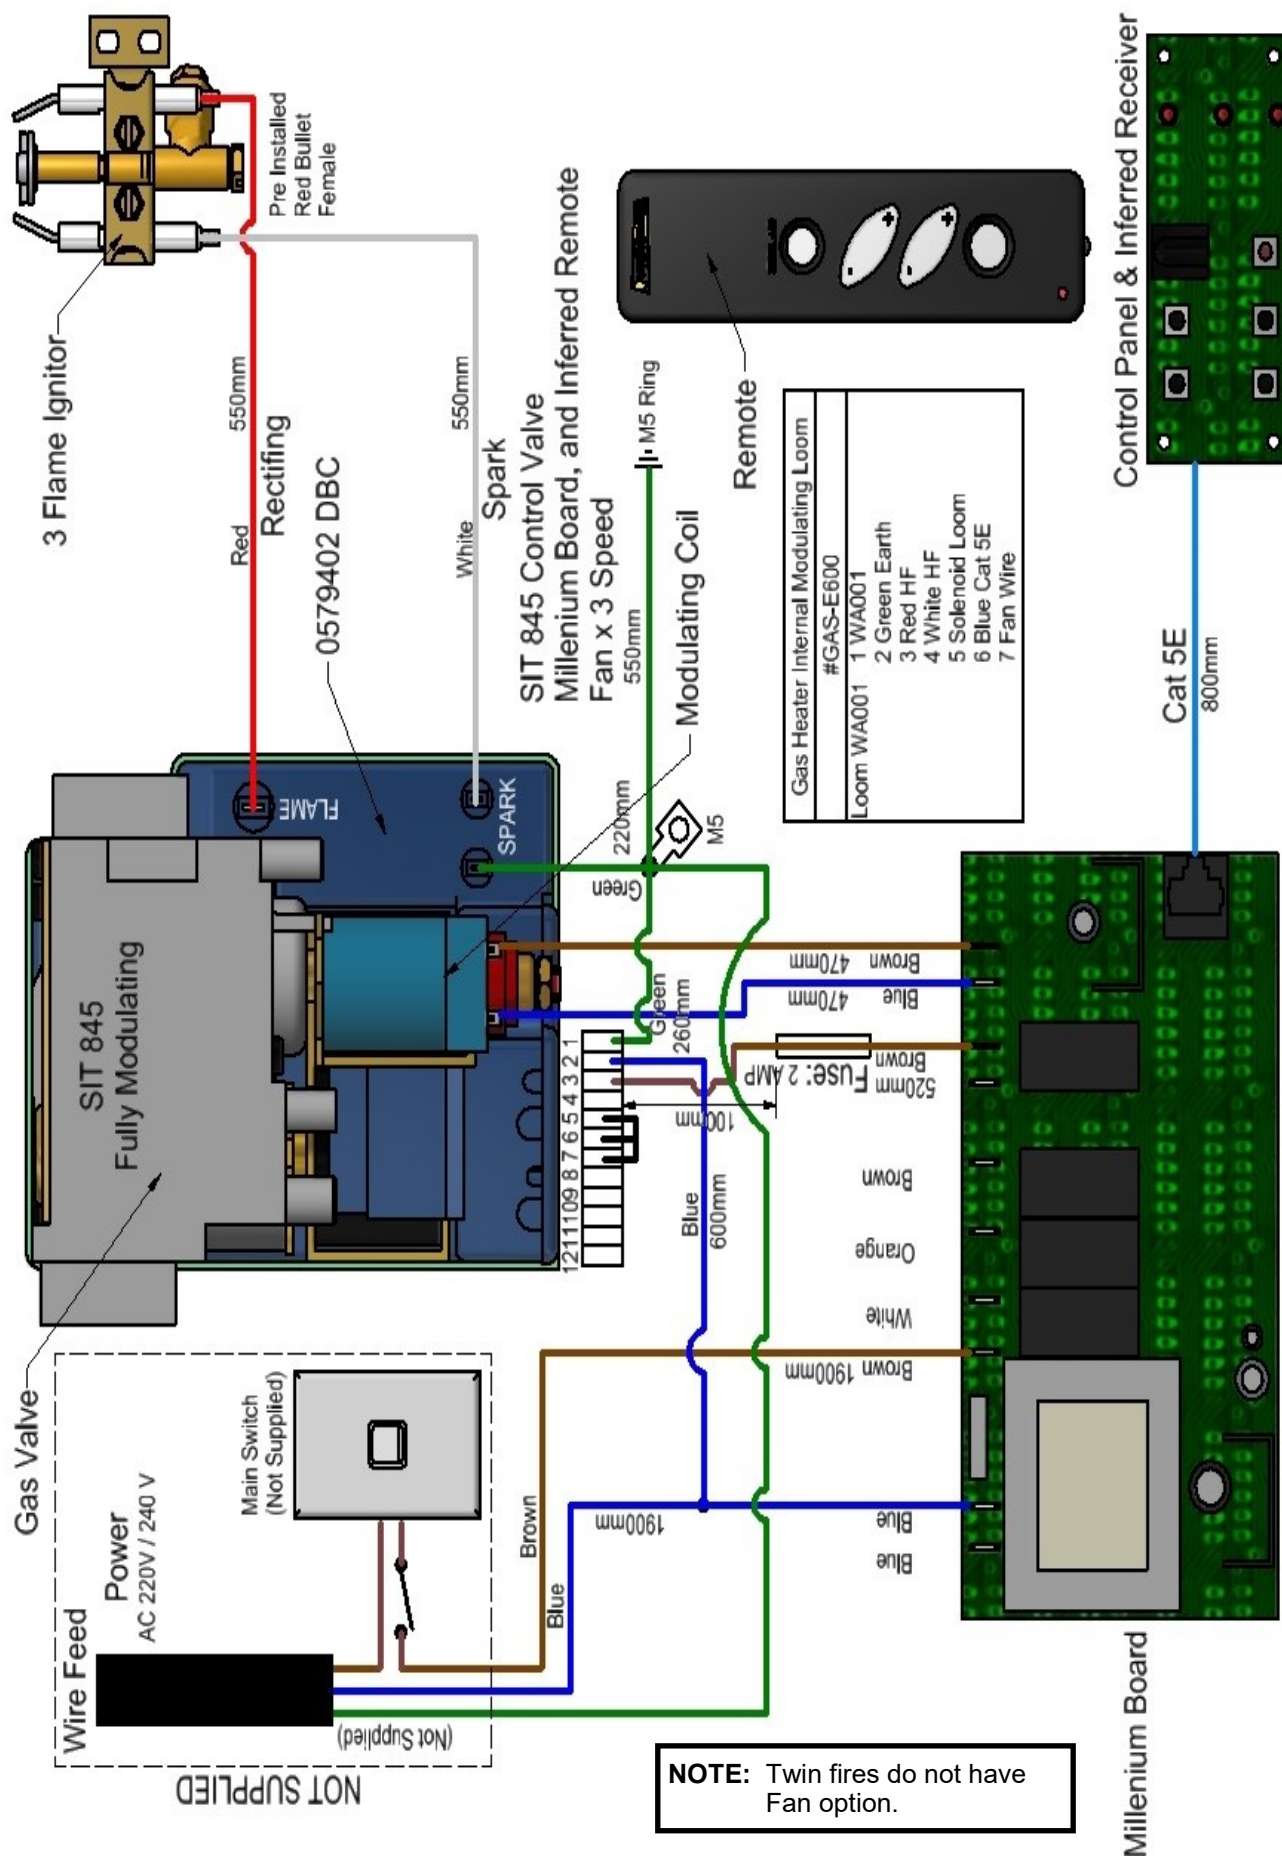 3 Flame Ignitor
Pre Installed
Red Bullet
Female
Red
550mm
Rectifing
White
550mm
Spark
0579402 DBC
SIT 845 Control Valve
Millenium Board, and Inferred Remote
Fan x 3 Speed
550mm
M5 Ring
Modulating Coil
Remote
Gas Valve
SIT 845
Fully Modulating
FLAME
SPARK
Green
220mm
M5
Green
260mm
12 11 10 9 8 7 6 5 4 3 2 1
Blue
600mm
100mm
Fuse: 2 AMP
Brown
520mm
Blue
470mm
Brown
470mm
Brown
Orange
White
Brown 1900mm
Blue
Blue
1900mm
Wire Feed
Power
AC 220V / 240 V
Main Switch
(Not Supplied)
Brown
Blue
(Not Supplied)
NOT SUPPLIED
Gas Heater Internal Modulating Loom
#GAS-E600
Loom WA001 1 WA001
2 Green Earth
3 Red HF
4 White HF
5 Solenoid Loom
6 Blue Cat 5E
7 Fan Wire
Control Panel & Inferred Receiver
Cat 5E
800mm
Millenium Board
NOTE: Twin fires do not have
Fan option.